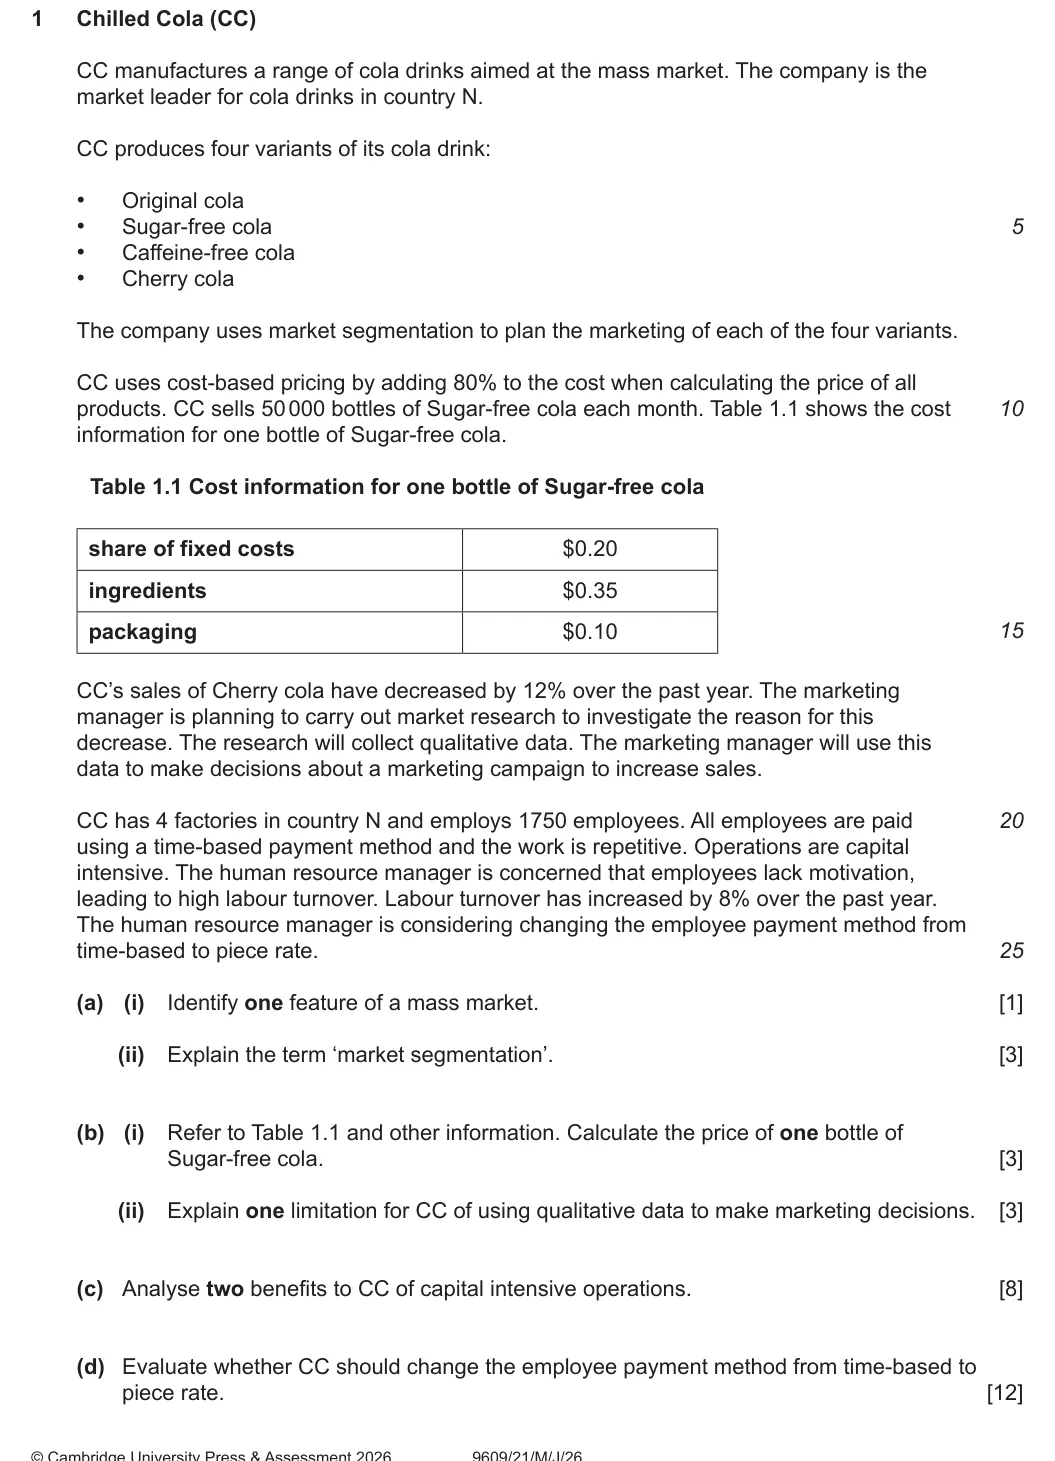 1 Chilled Cola (CC)
CC manufactures a range of cola drinks aimed at the mass market. The company is the
market leader for cola drinks in country N.
CC produces four variants of its cola drink:
• Original cola
• Sugar-free cola 5
• Caffeine-free cola
• Cherry cola
The company uses market segmentation to plan the marketing of each of the four variants.
CC uses cost-based pricing by adding 80% to the cost when calculating the price of all
products. CC sells 50 000 bottles of Sugar-free cola each month. Table 1.1 shows the cost 10
information for one bottle of Sugar-free cola.
Table 1.1 Cost information for one bottle of Sugar-free cola
share of fixed costs $0.20
ingredients $0.35
packaging $0.10 15
CC’s sales of Cherry cola have decreased by 12% over the past year. The marketing
manager is planning to carry out market research to investigate the reason for this
decrease. The research will collect qualitative data. The marketing manager will use this
data to make decisions about a marketing campaign to increase sales.
CC has 4 factories in country N and employs 1750 employees. All employees are paid 20
using a time-based payment method and the work is repetitive. Operations are capital
intensive. The human resource manager is concerned that employees lack motivation,
leading to high labour turnover. Labour turnover has increased by 8% over the past year.
The human resource manager is considering changing the employee payment method from
time-based to piece rate. 25
(a) (i) Identify one feature of a mass market. [1]
(ii) Explain the term ‘market segmentation’. [3]
(b) (i) Refer to Table 1.1 and other information. Calculate the price of one bottle of
Sugar-free cola. [3]
(ii) Explain one limitation for CC of using qualitative data to make marketing decisions. [3]
(c) Analyse two benefits to CC of capital intensive operations. [8]
(d) Evaluate whether CC should change the employee payment method from time-based to
piece rate. [12]
© Cambridge University Press & Assessment 2026 9609/21/M/J/26